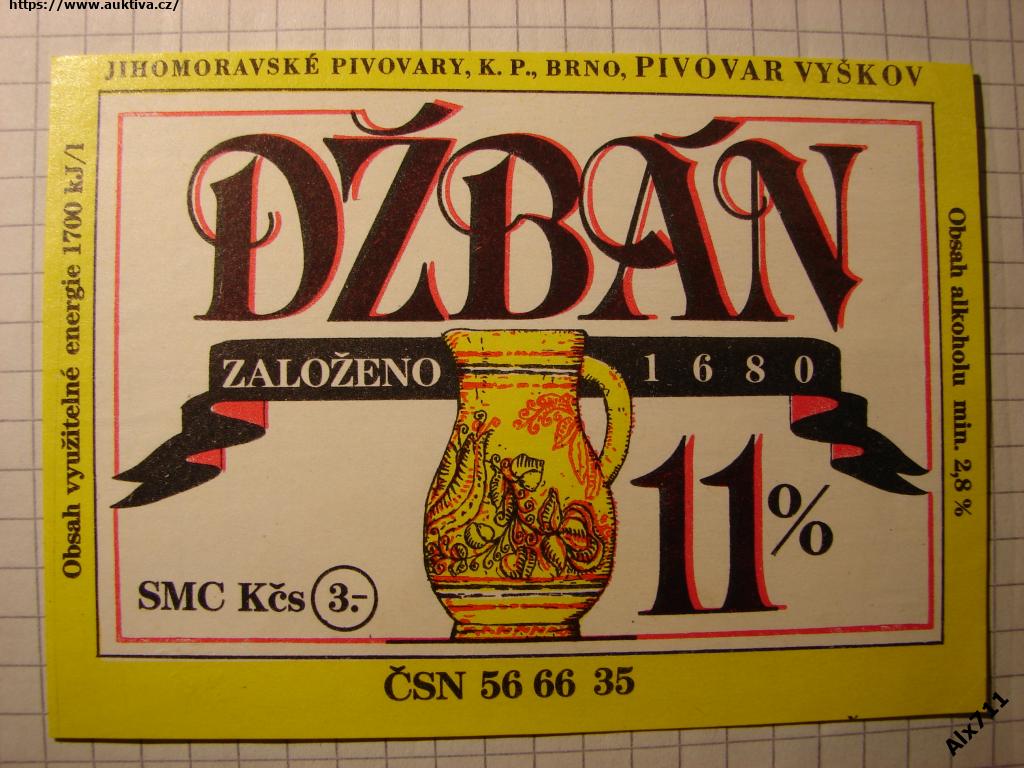 https://www.auktiva.cz/
JIHOMORAVSKÉ PIVOVARY, K. P., BRNO, PIVOVAR VYŠKOV
Obsah využitelné energie 1700 kJ/l
DŽBÁN
ZALOŽENO 1680
11%
SMC Kčs 3.-
Obsah alkoholu min. 2,8 %
ČSN 56 66 35
Alx711